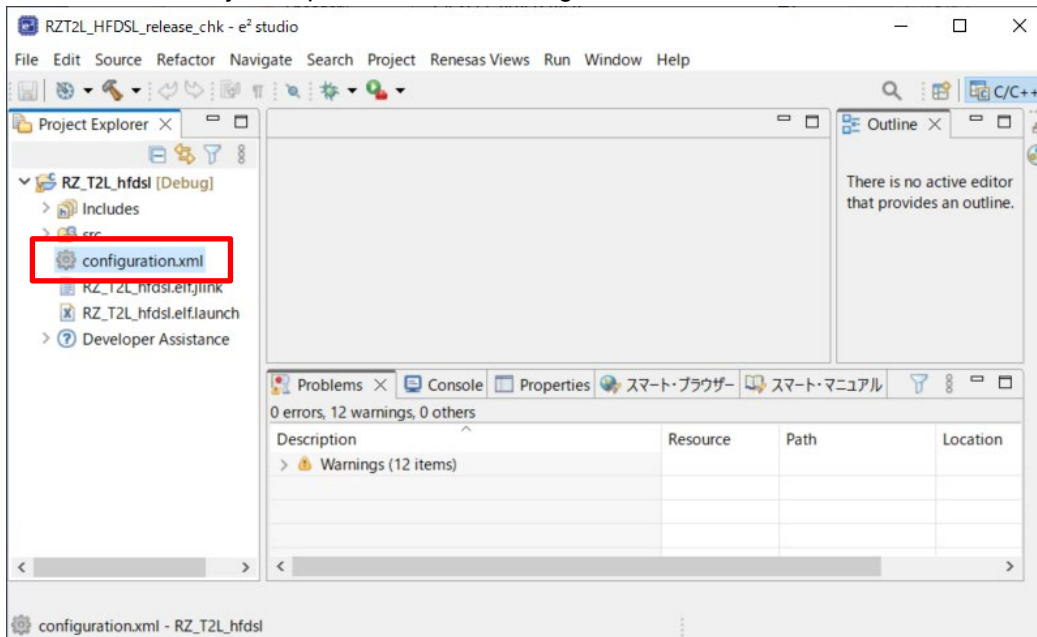 RZT2L_HFDSL_release_chk - e² studio
File Edit Source Refactor Navigate Search Project Renesas Views Run Window Help
C/C++
Project Explorer
Outline
RZ_T2L_hfdsl [Debug]
There is no active editor
that provides an outline.
Includes
src
configuration.xml
RZ_T2L_hfdsl.elf.jlink
RZ_T2L_hfdsl.elf.launch
Developer Assistance
Problems Console Properties スマート・ブラウザー スマート・マニュアル
0 errors, 12 warnings, 0 others
Description Resource Path Location
Warnings (12 items)
configuration.xml - RZ_T2L_hfdsl